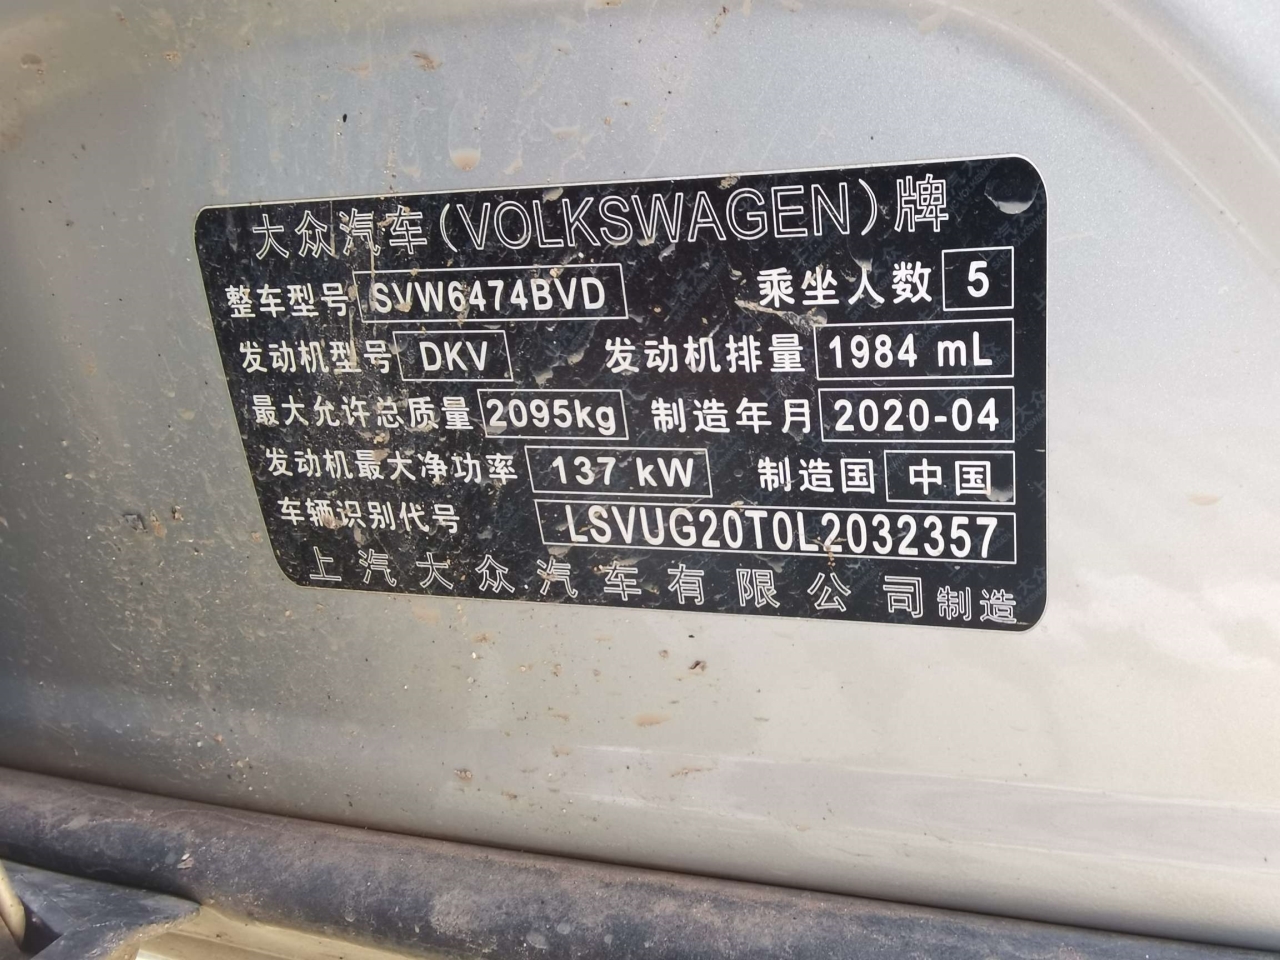 大众汽车(VOLKSWAGEN)牌
整车型号 SVW6474BVD 乘坐人数 5
发动机型号 DKV 发动机排量 1984 mL
最大允许总质量 2095kg 制造年月 2020-04
发动机最大净功率 137 kW 制造国 中国
车辆识别代号 LSVUG20T0L2032357
上汽大众汽车有限公司制造